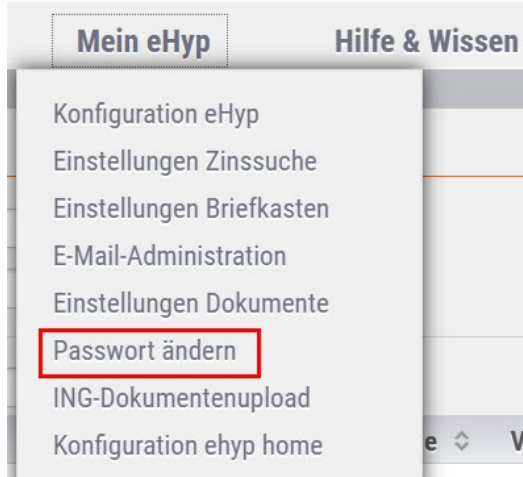 Mein eHyp Hilfe & Wissen
Konfiguration eHyp
Einstellungen Zinssuche
Einstellungen Briefkasten
E-Mail-Administration
Einstellungen Dokumente
Passwort ändern
ING-Dokumentenupload
Konfiguration ehyp home